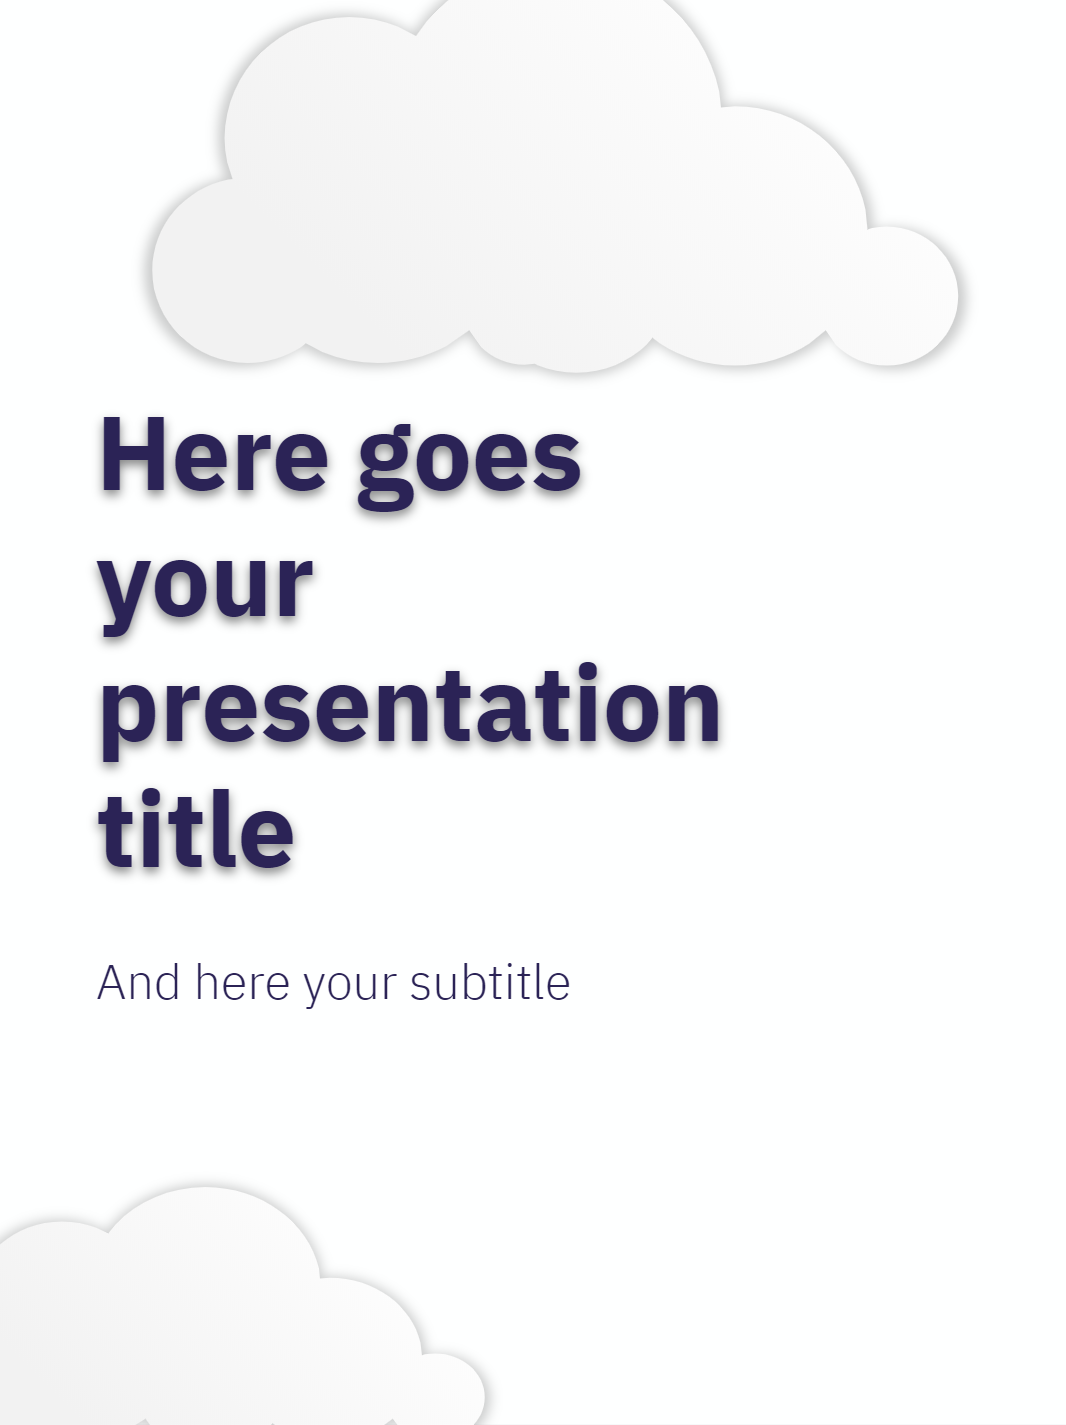 Here goes
your
presentation
title
And here your subtitle